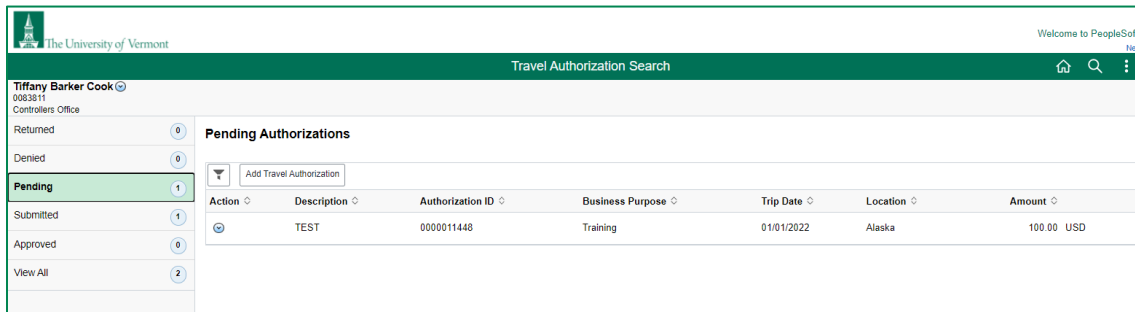 The University of Vermont
Welcome to PeopleSof
Ne
Travel Authorization Search
Tiffany Barker Cook
0083811
Controllers Office
Returned 0
Denied 0
Pending 1
Submitted 1
Approved 0
View All 2
Pending Authorizations
Add Travel Authorization
Action Description Authorization ID Business Purpose Trip Date Location Amount
TEST 0000011448 Training 01/01/2022 Alaska 100.00 USD